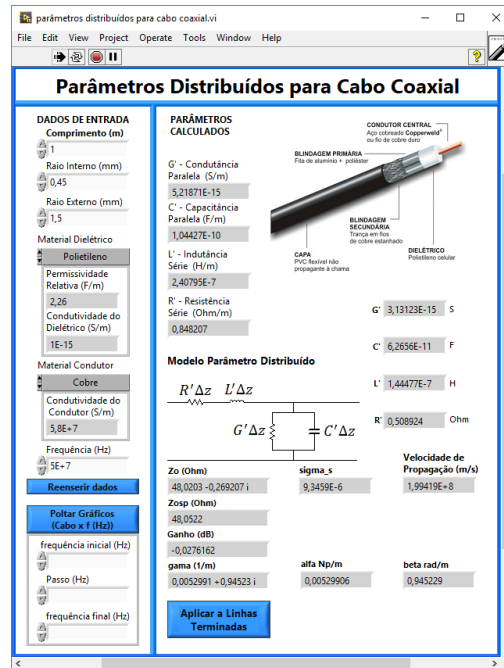 parâmetros distribuídos para cabo coaxial.vi
File Edit View Project Operate Tools Window Help
Parâmetros Distribuídos para Cabo Coaxial
DADOS DE ENTRADA
Comprimento (m)
1
Raio Interno (mm)
0,45
Raio Externo (mm)
1,5
Material Dielétrico
Polietileno
Permissividade
Relativa (F/m)
2,26
Condutividade do
Dielétrico (S/m)
1E-15
Material Condutor
Cobre
Condutividade do
Condutor (S/m)
5,8E+7
Frequência (Hz)
5E+7
Reenserir dados
Poltar Gráficos
(Cabo x f (Hz))
frequência inicial (Hz)
Passo (Hz)
frequência final (Hz)
PARÂMETROS
CALCULADOS
G' - Condutância
Paralela (S/m)
5,21871E-15
C' - Capacitância
Paralela (F/m)
1,04427E-10
L' - Indutância
Série (H/m)
2,40795E-7
R' - Resistência
Série (Ohm/m)
0,848207
CONDUTOR CENTRAL
Aço cobreado Copperweld®
ou fio de cobre duro
BLINDAGEM PRIMÁRIA
Fita de alumínio + poliéster
BLINDAGEM
SECUNDÁRIA
Trança em fios
de cobre estanhado
CAPA
PVC flexível não
propagante à chama
DIELÉTRICO
Polietileno celular
G' 3,13123E-15 S
C' 6,2656E-11 F
L' 1,44477E-7 H
R' 0,508924 Ohm
Modelo Parâmetro Distribuído
R'Δz L'Δz
G'Δz C'Δz
Zo (Ohm)
48,0203 -0,269207 i
sigma_s
9,3459E-6
Velocidade de
Propagação (m/s)
1,99419E+8
Zosp (Ohm)
48,0522
Ganho (dB)
-0,0276162
gama (1/m)
0,0052991 +0,94523 i
alfa Np/m
0,00529906
beta rad/m
0,945229
Aplicar a Linhas
Terminadas